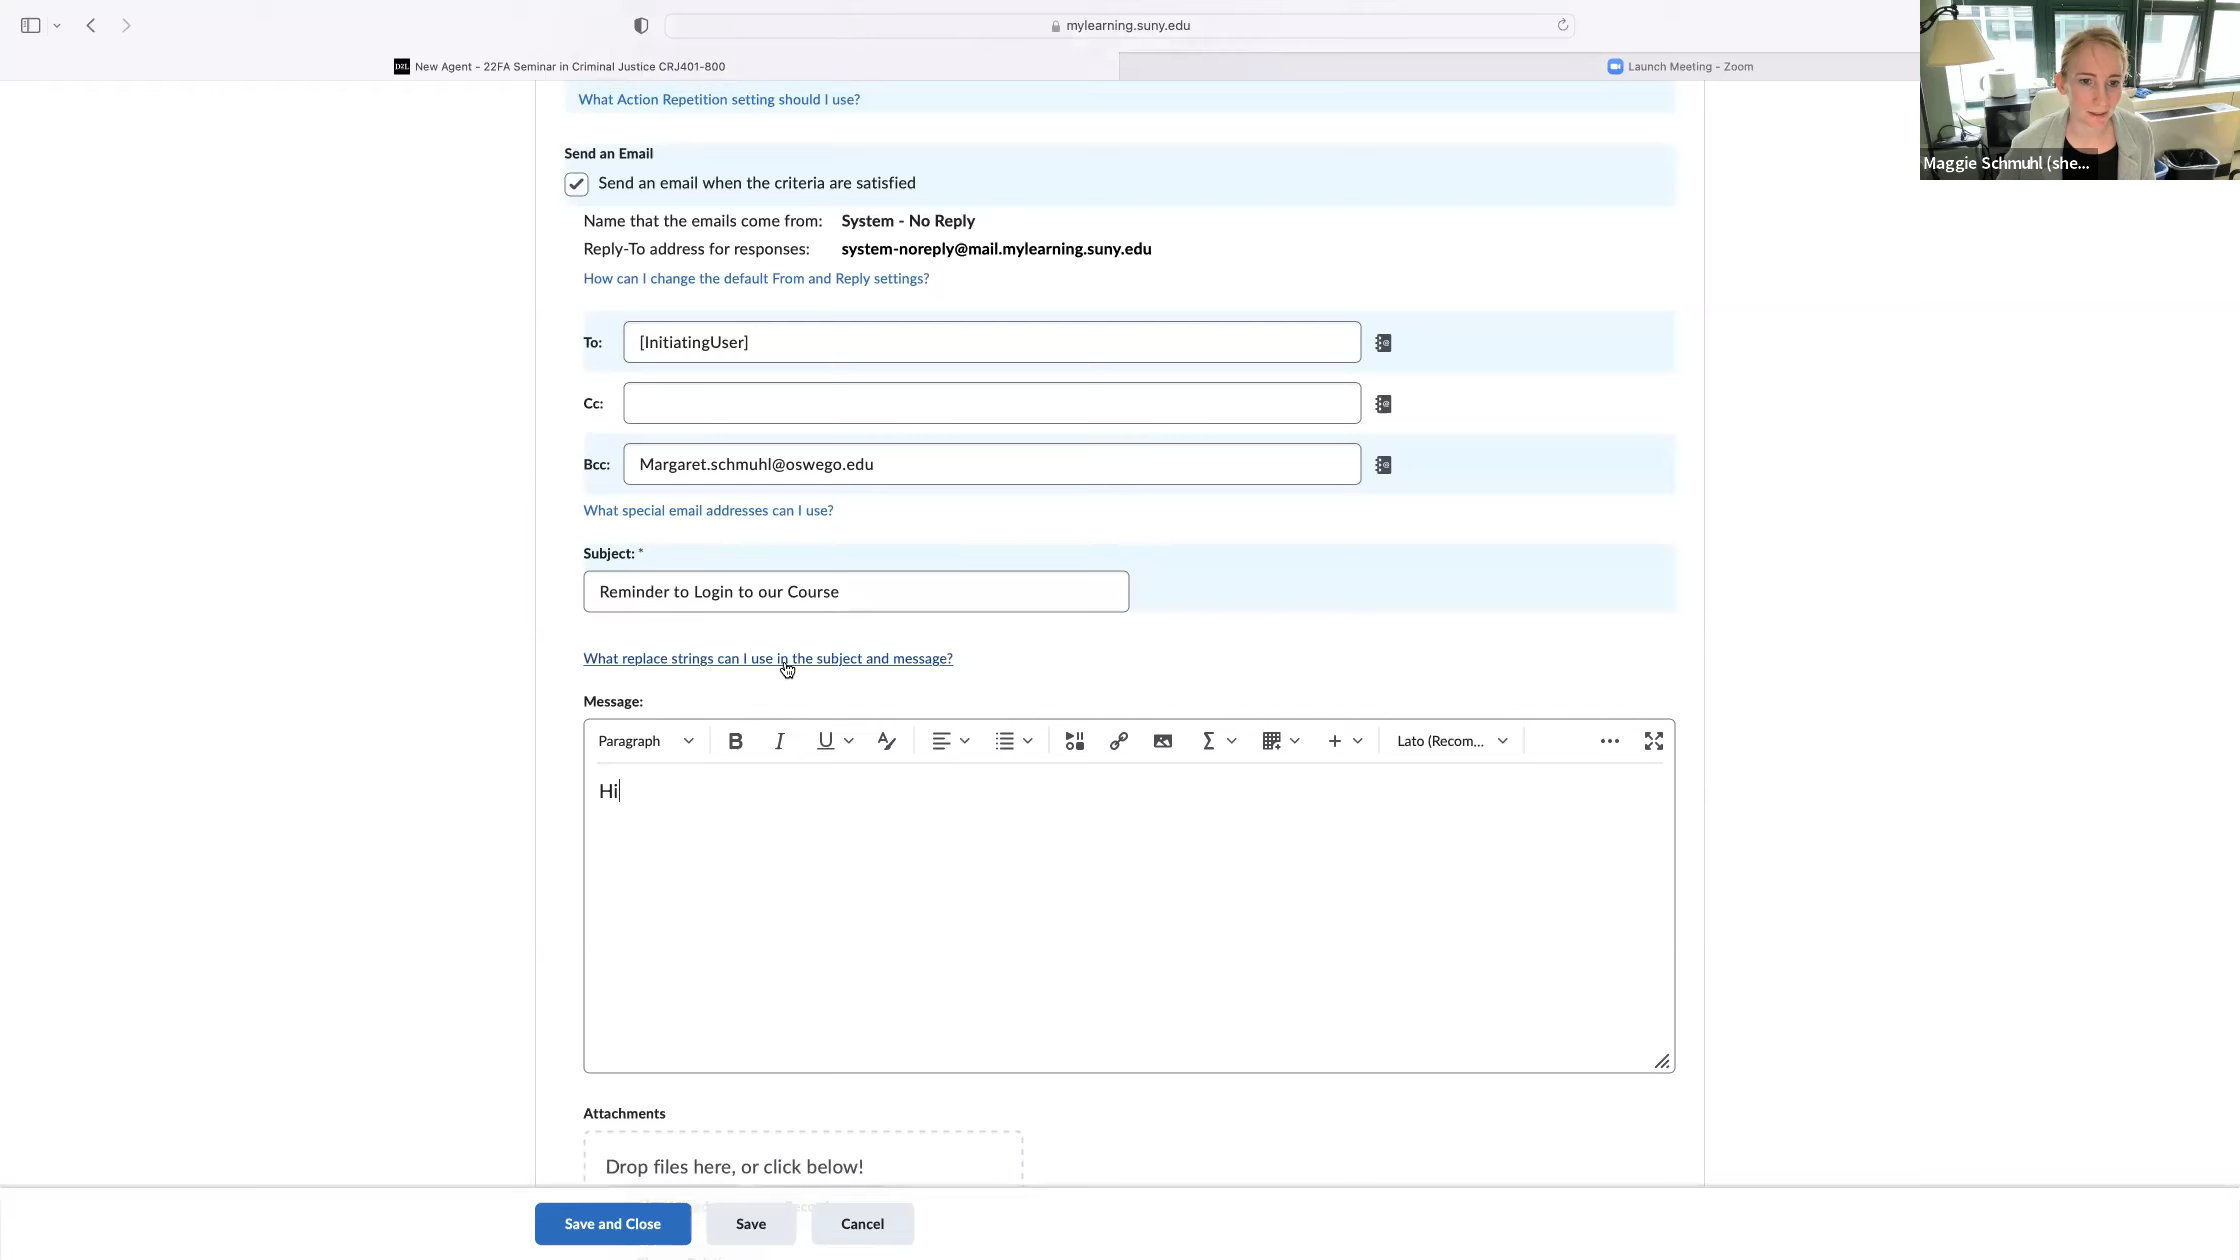 mylearning.suny.edu
D2L New Agent - 22FA Seminar in Criminal Justice CRJ401-800
Launch Meeting - Zoom
Maggie Schmuhl (she...
What Action Repetition setting should I use?
Send an Email
Send an email when the criteria are satisfied
Name that the emails come from: System - No Reply
Reply-To address for responses: system-noreply@mail.mylearning.suny.edu
How can I change the default From and Reply settings?
To: [InitiatingUser]
Cc:
Bcc: Margaret.schmuhl@oswego.edu
What special email addresses can I use?
Subject: *
Reminder to Login to our Course
What replace strings can I use in the subject and message?
Message:
Paragraph B I U Lato (Recom...
Hi
Attachments
Drop files here, or click below!
Save and Close Save Cancel